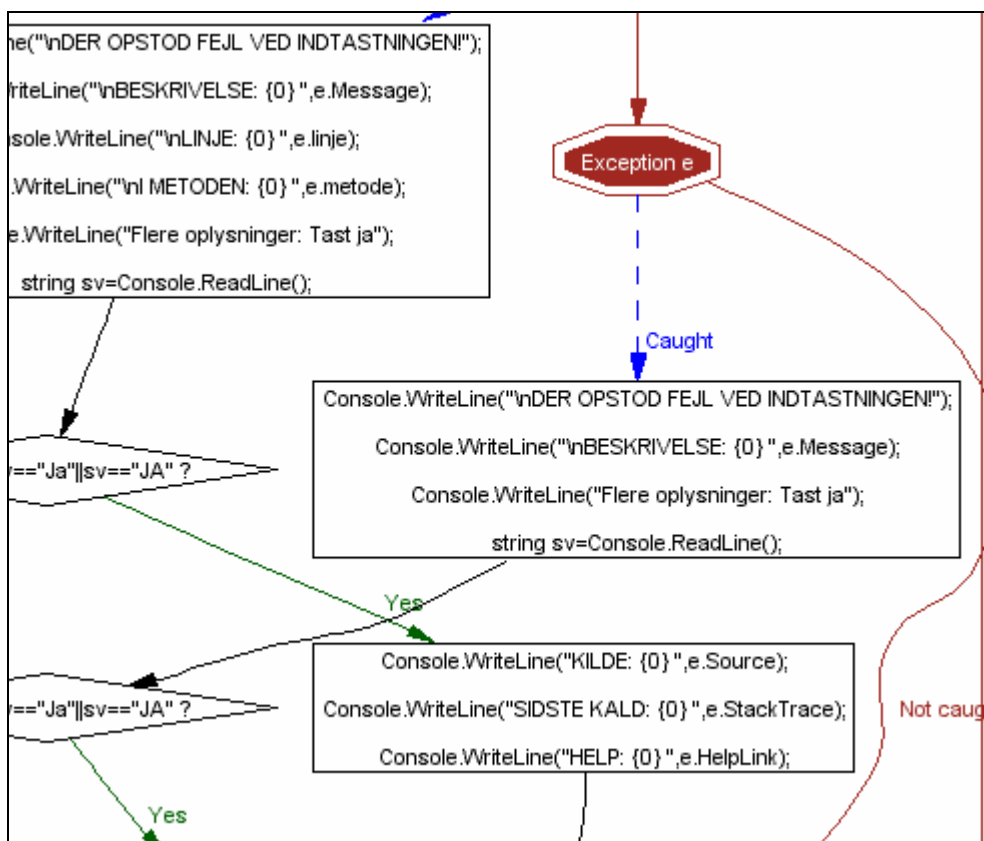 ne("\nDER OPSTOD FEJL VED INDTASTNINGEN!");
riteLine("\nBESKRIVELSE: {0} ",e.Message);
nsole.WriteLine("\nLINJE: {0} ",e.linje);
.WriteLine("\nI METODEN: {0} ",e.metode);
e.WriteLine("Flere oplysninger: Tast ja");
string sv=Console.ReadLine();
Exception e
Caught
Console.WriteLine("\nDER OPSTOD FEJL VED INDTASTNINGEN!");
Console.WriteLine("\nBESKRIVELSE: {0} ",e.Message);
Console.WriteLine("Flere oplysninger: Tast ja");
string sv=Console.ReadLine();
v=="Ja"||sv=="JA" ?
Yes
Console.WriteLine("KILDE: {0} ",e.Source);
Console.WriteLine("SIDSTE KALD: {0} ",e.StackTrace);
Console.WriteLine("HELP: {0} ",e.HelpLink);
v=="Ja"||sv=="JA" ?
Not caug
Yes